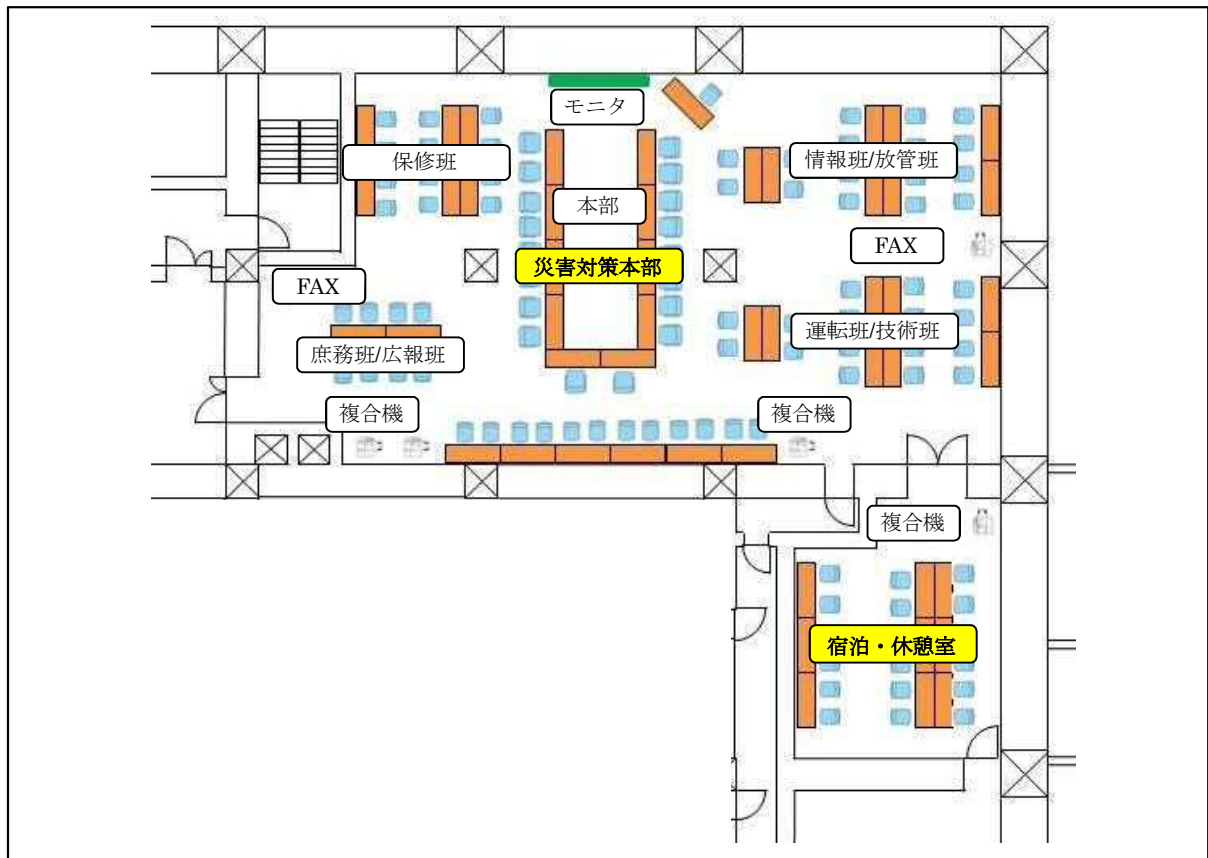 モニタ
保修班
情報班/放管班
本部
FAX
災害対策本部
FAX
運転班/技術班
庶務班/広報班
複合機
複合機
複合機
宿泊・休憩室